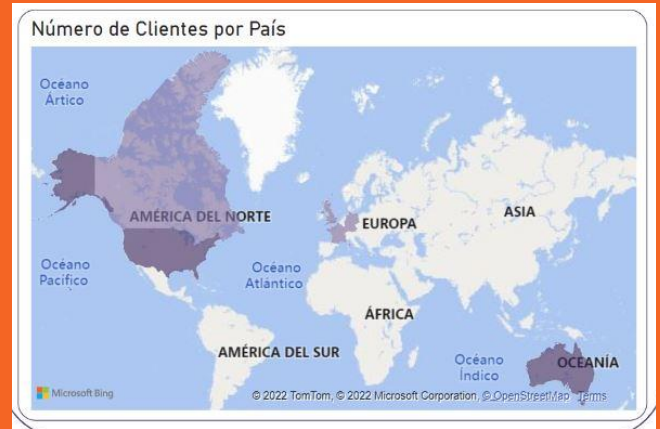 Número de Clientes por País
Océano
Ártico
AMÉRICA DEL NORTE
EUROPA
ASIA
Océano
Pacífico
Océano
Atlántico
ÁFRICA
AMÉRICA DEL SUR
Océano
Índico
OCEANÍA
Microsoft Bing
© 2022 TomTom, © 2022 Microsoft Corporation, © OpenStreetMap Terms